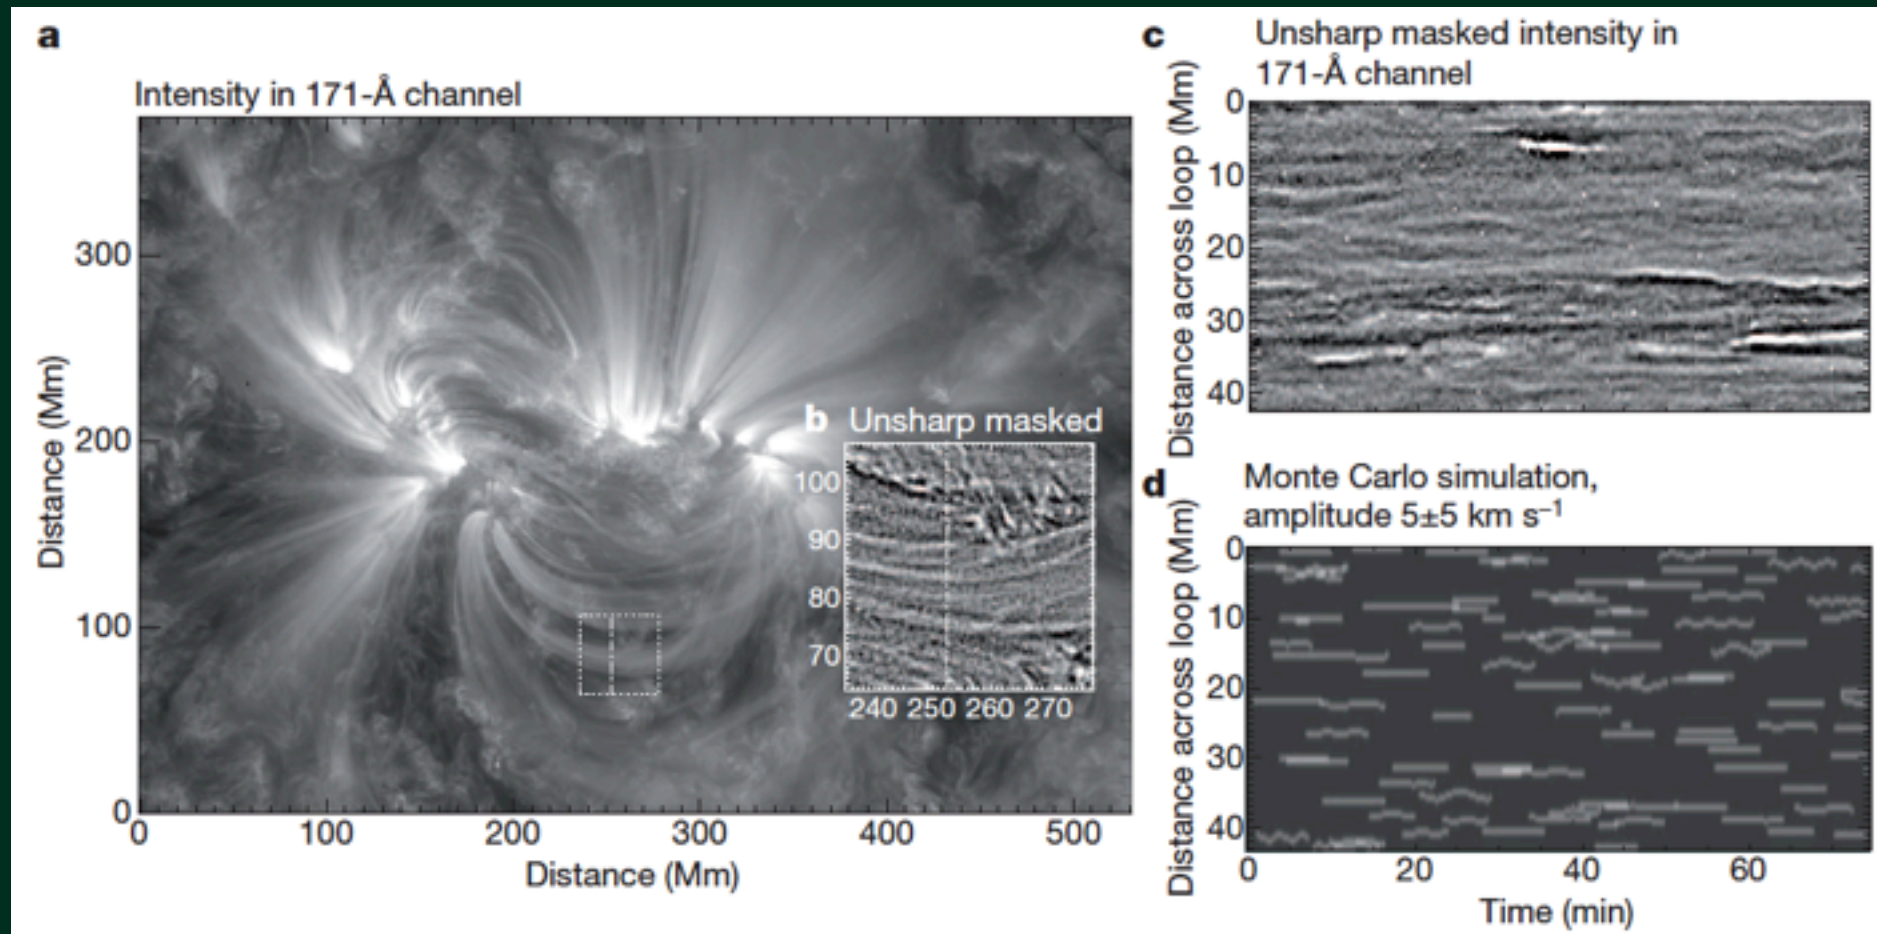 a
Intensity in 171-Å channel
Distance (Mm)
300
200
100
0
0 100 200 300 400 500
Distance (Mm)
b Unsharp masked
100
90
80
70
240 250 260 270
c Unsharp masked intensity in
171-Å channel
Distance across loop (Mm)
0
10
20
30
40
d Monte Carlo simulation,
amplitude 5±5 km s⁻¹
Distance across loop (Mm)
0
10
20
30
40
0 20 40 60
Time (min)